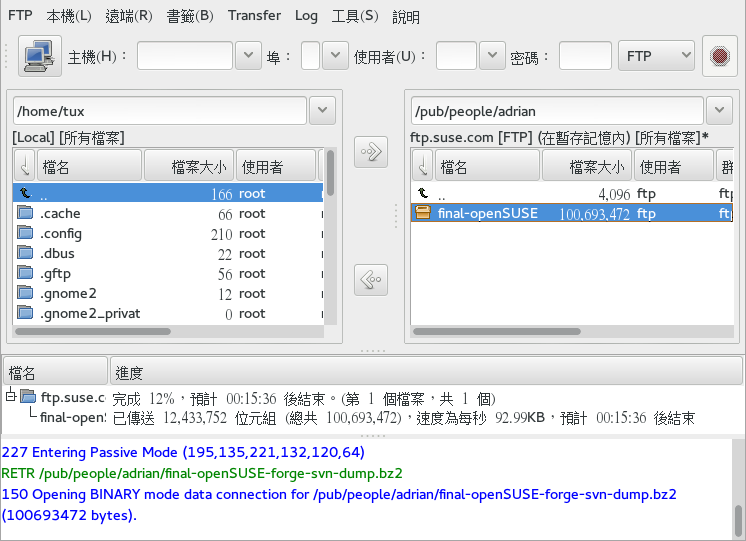 FTP 本機(L) 遠端(R) 書籤(B) Transfer Log 工具(S) 說明
主機(H)： 埠： 使用者(U)： 密碼： FTP
/home/tux
[Local] [所有檔案]
檔名 檔案大小 使用者
.. 166 root
.cache 66 root
.config 210 root
.dbus 22 root
.gftp 56 root
.gnome2 12 root
.gnome2_privat 0 root
/pub/people/adrian
ftp.suse.com [FTP] (在暫存記憶內) [所有檔案]*
檔名 檔案大小 使用者 群
.. 4,096 ftp ftp
final-openSUSE 100,693,472 ftp ftp
檔名 進度
ftp.suse.c 完成 12%，預計 00:15:36 後結束。(第 1 個檔案，共 1 個)
final-openS 已傳送 12,433,752 位元組 (總共 100,693,472)，速度為每秒 92.99KB，預計 00:15:36 後結束
227 Entering Passive Mode (195,135,221,132,120,64)
RETR /pub/people/adrian/final-openSUSE-forge-svn-dump.bz2
150 Opening BINARY mode data connection for /pub/people/adrian/final-openSUSE-forge-svn-dump.bz2
(100693472 bytes).